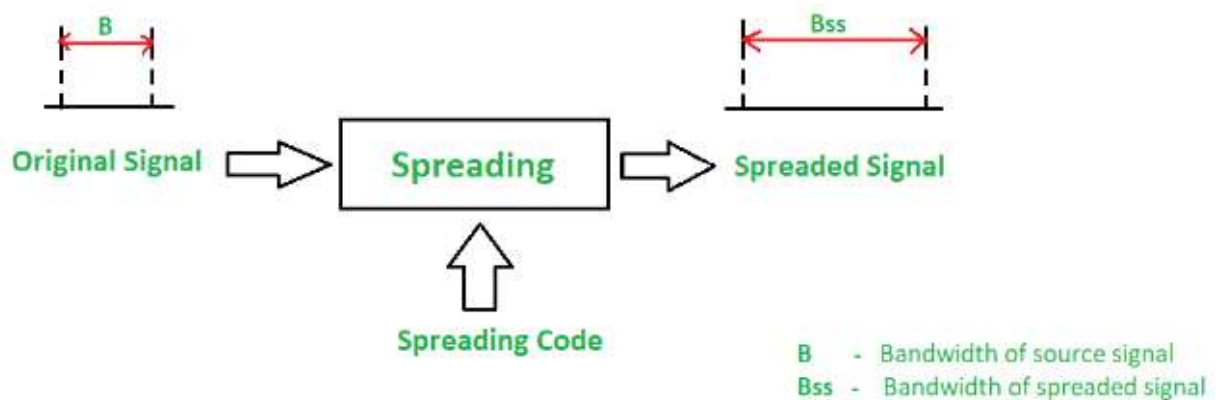 B
Bss
Original Signal
Spreading
Spreaded Signal
Spreading Code
B - Bandwidth of source signal
Bss - Bandwidth of spreaded signal